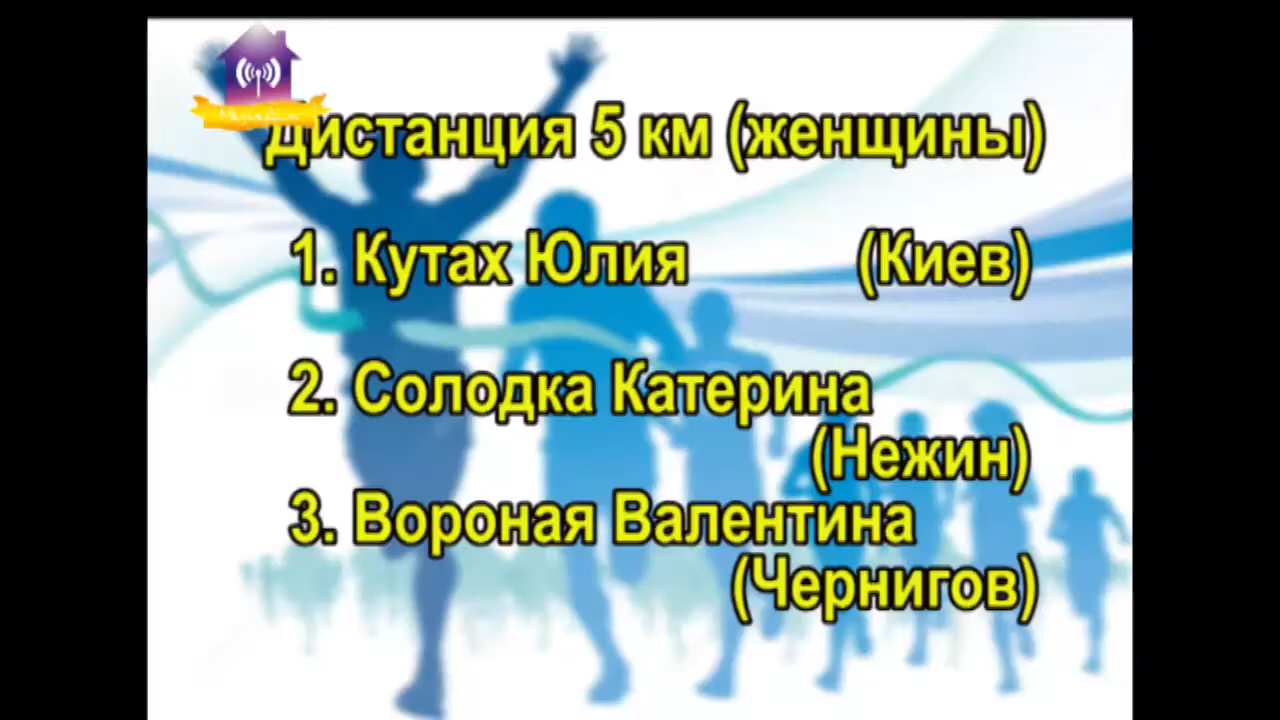 Дистанция 5 км (женщины)
1. Кутах Юлия (Киев)
2. Солодка Катерина
(Нежин)
3. Вороная Валентина
(Чернигов)